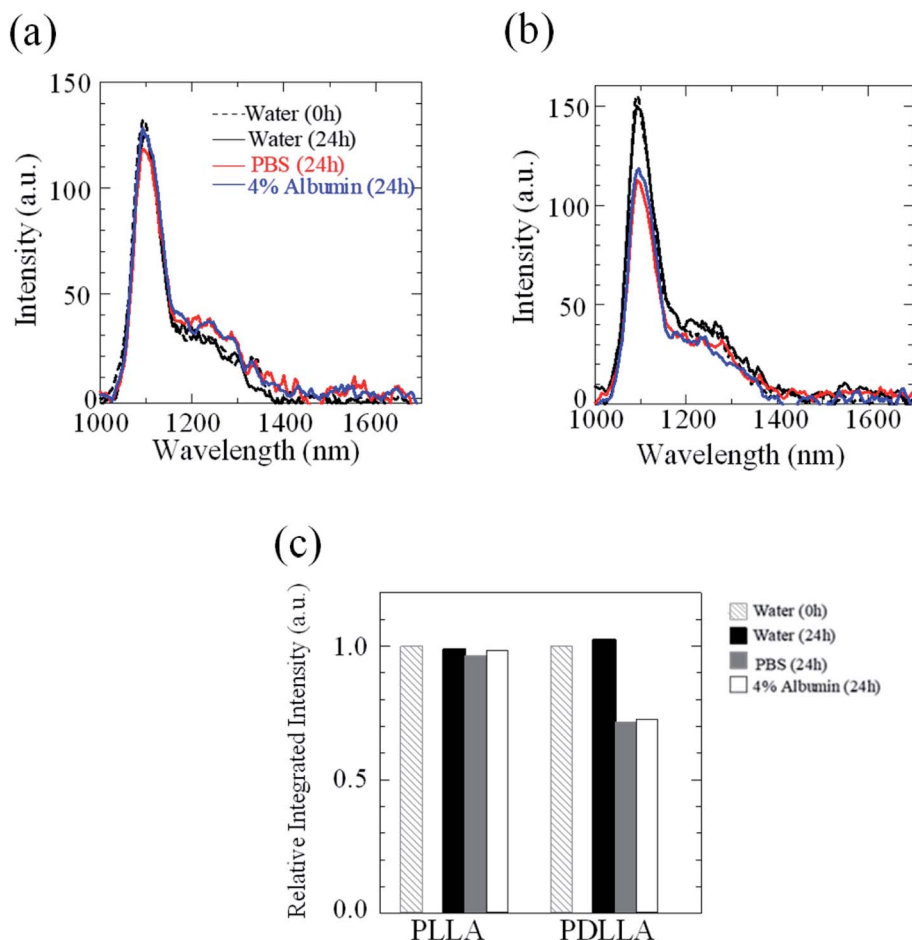 (a)
150
100
50
0
Intensity (a.u.)
Water (0h)
Water (24h)
PBS (24h)
4% Albumin (24h)
1000 1200 1400 1600
Wavelength (nm)
(b)
150
100
50
0
Intensity (a.u.)
1000 1200 1400 1600
Wavelength (nm)
(c)
Relative Integrated Intensity (a.u.)
1.0
0.5
0.0
PLLA PDLLA
Water (0h)
Water (24h)
PBS (24h)
4% Albumin (24h)